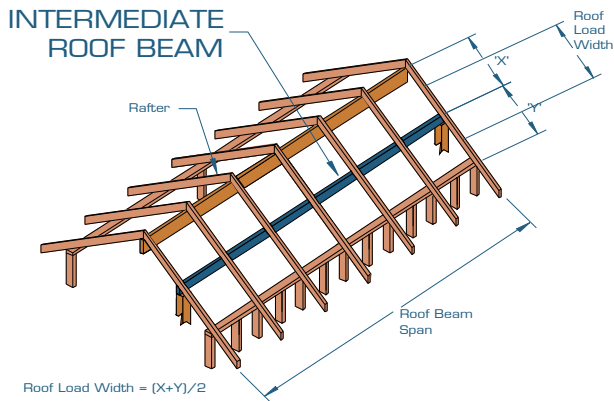 INTERMEDIATE
ROOF BEAM
Roof
Load
Width
'X'
'Y'
Rafter
Roof Beam
Span
Roof Load Width = (X+Y)/2